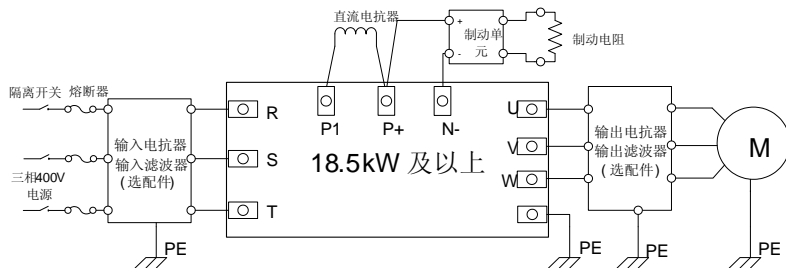 直流电抗器
+
-
制动单
元
制动电阻
隔离开关 熔断器
P1 P+ N-
R
S
T
U
V
W
输入电抗器
输入滤波器
(选配件)
18.5kW 及以上
输出电抗器
输出滤波器
(选配件)
M
三相400V
电源
PE
PE
PE
PE